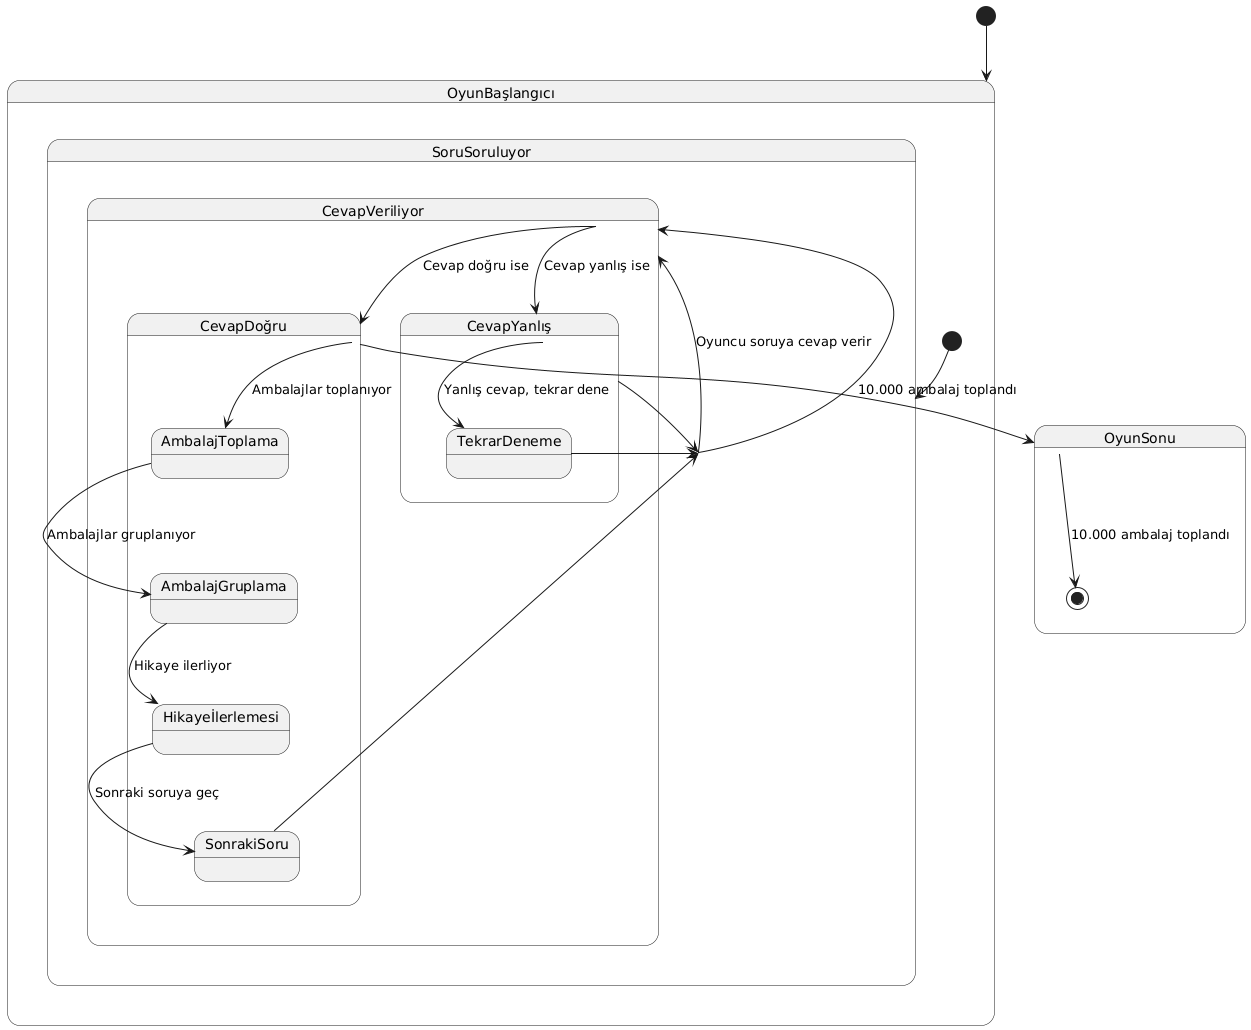 OyunBaşlangıcı
SoruSoruluyor
CevapVeriliyor
Cevap doğru ise
Cevap yanlış ise
CevapDoğru
CevapYanlış
Oyuncu soruya cevap verir
Ambalajlar toplanıyor
Yanlış cevap, tekrar dene
10.000 ambalaj toplandı
AmbalajToplama
TekrarDeneme
OyunSonu
Ambalajlar gruplanıyor
10.000 ambalaj toplandı
AmbalajGruplama
Hikaye ilerliyor
Hikayeİlerlemesi
Sonraki soruya geç
SonrakiSoru